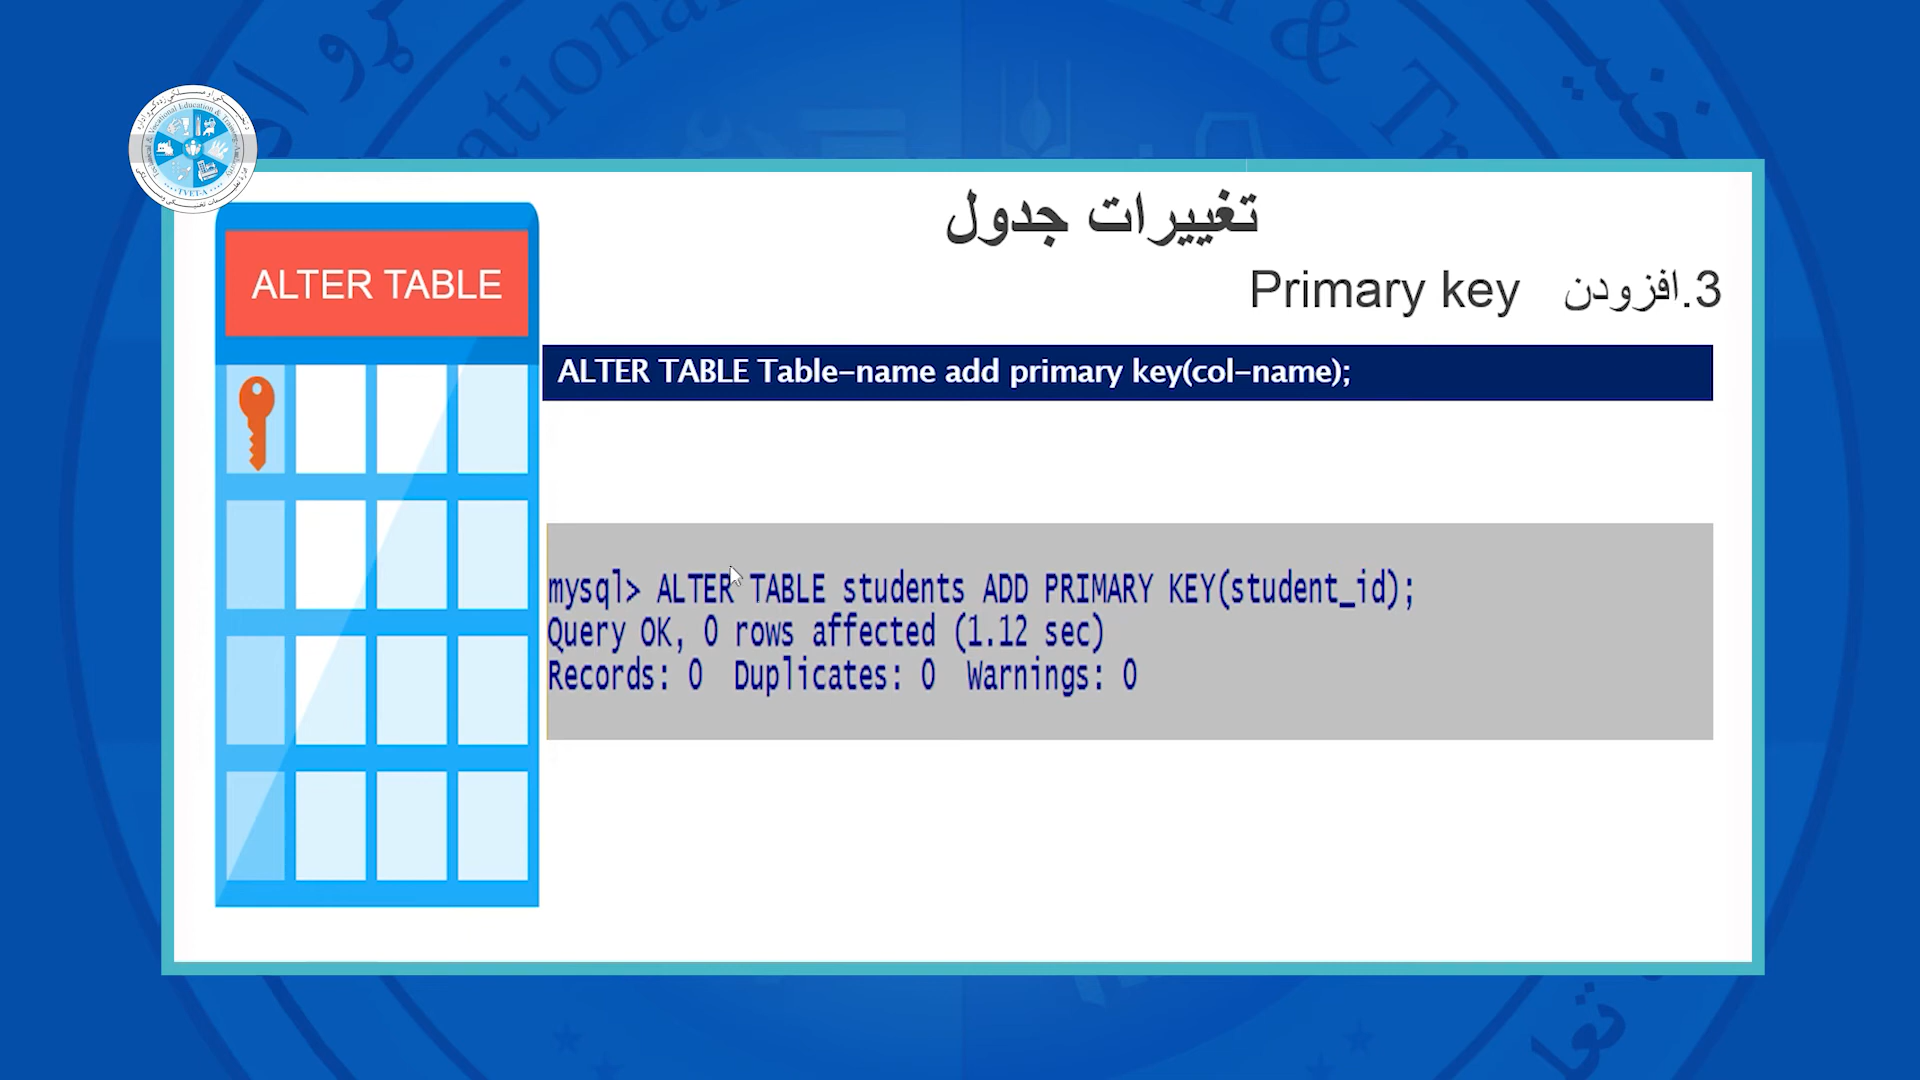 تغییرات جدول
3.افزودن Primary key
ALTER TABLE
ALTER TABLE Table-name add primary key(col-name);
mysql> ALTER TABLE students ADD PRIMARY KEY(student_id);
Query OK, 0 rows affected (1.12 sec)
Records: 0 Duplicates: 0 Warnings: 0
TVET-A